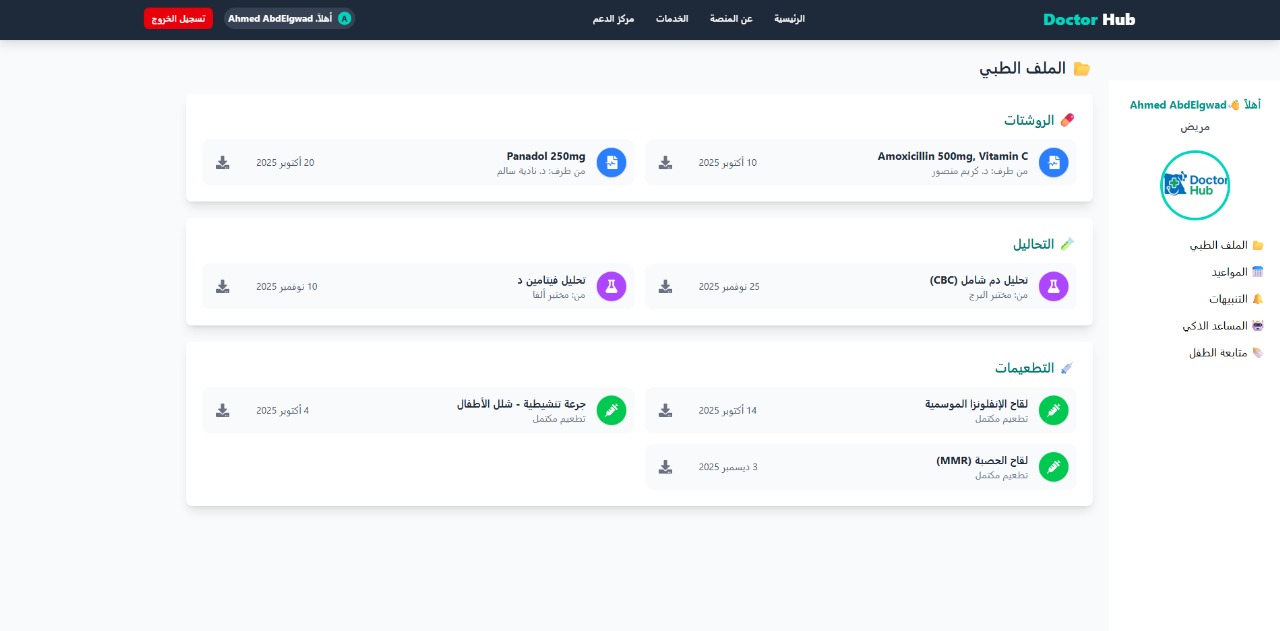 Doctor Hub
الرئيسية
عن المنصة
الخدمات
مركز الدعم
A أهلاً، Ahmed AbdElgwad
تسجيل الخروج
أهلاً Ahmed AbdElgwad
مريض
Doctor
Hub
الملف الطبي
المواعيد
التنبيهات
المساعد الذكي
متابعة الطفل
الملف الطبي
الروشتات
Amoxicillin 500mg, Vitamin C
من طرف: د. كريم منصور
10 أكتوبر 2025
Panadol 250mg
من طرف: د. نادية سالم
20 أكتوبر 2025
التحاليل
تحليل دم شامل (CBC)
من: مختبر البرج
25 نوفمبر 2025
تحليل فيتامين د
من: مختبر ألفا
10 نوفمبر 2025
التطعيمات
لقاح الإنفلونزا الموسمية
تطعيم مكتمل
14 أكتوبر 2025
جرعة تنشيطية - شلل الأطفال
تطعيم مكتمل
4 أكتوبر 2025
لقاح الحصبة (MMR)
تطعيم مكتمل
3 ديسمبر 2025